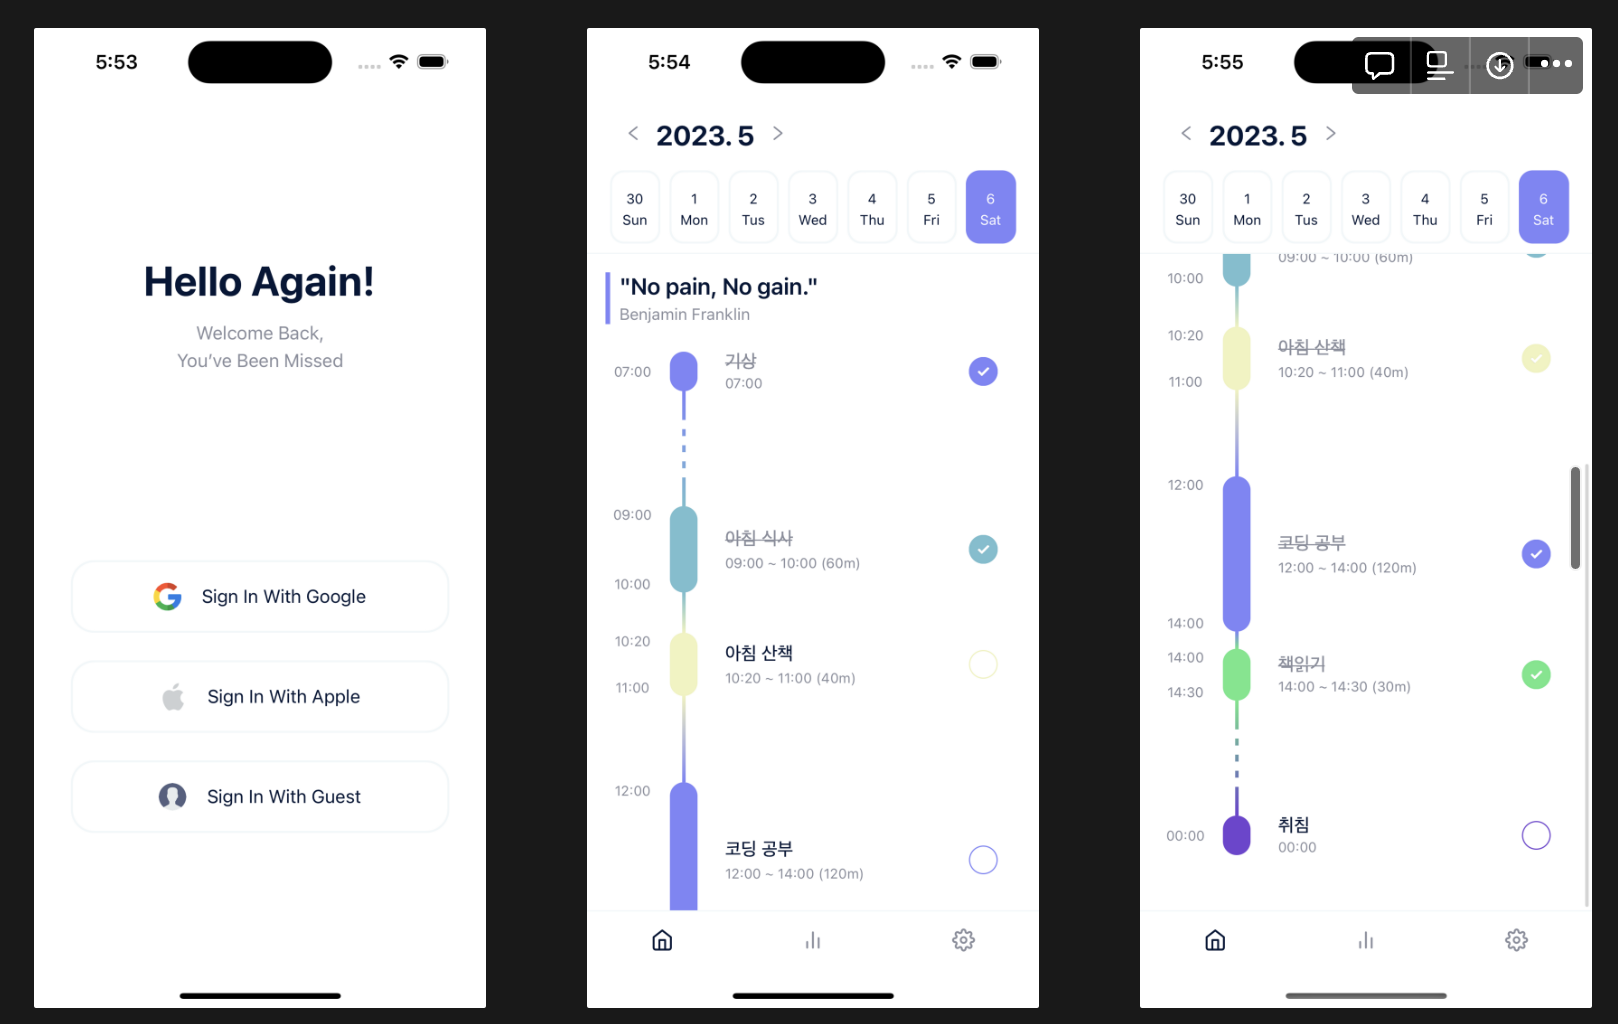 5:53
Hello Again!
Welcome Back,
You’ve Been Missed
Sign In With Google
Sign In With Apple
Sign In With Guest
5:54
2023. 5
30 1 2 3 4 5 6
Sun Mon Tus Wed Thu Fri Sat
"No pain, No gain."
Benjamin Franklin
기상
07:00
07:00
09:00
아침 식사
09:00 ~ 10:00 (60m)
10:00
10:20
아침 산책
10:20 ~ 11:00 (40m)
11:00
12:00
코딩 공부
12:00 ~ 14:00 (120m)
5:55
2023. 5
30 1 2 3 4 5 6
Sun Mon Tus Wed Thu Fri Sat
09:00 ~ 10:00 (60m)
10:00
10:20
아침 산책
10:20 ~ 11:00 (40m)
11:00
12:00
코딩 공부
12:00 ~ 14:00 (120m)
14:00
14:00
책읽기
14:00 ~ 14:30 (30m)
14:30
취침
00:00
00:00